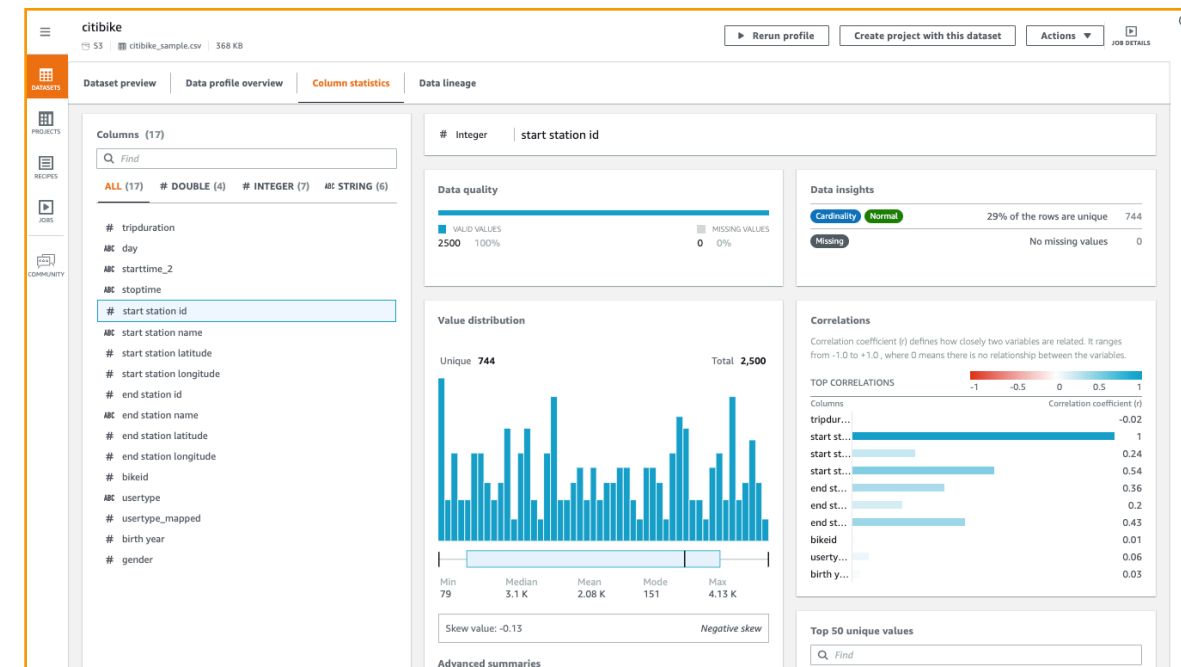 citibike
S3 citibike_sample.csv 368 KB
Rerun profile
Create project with this dataset
Actions
JOB DETAILS
DATASETS
PROJECTS
RECIPES
JOBS
COMMUNITY
Dataset preview
Data profile overview
Column statistics
Data lineage
Columns (17)
Find
ALL (17) # DOUBLE (4) # INTEGER (7) ABC STRING (6)
# tripduration
ABC day
ABC starttime_2
ABC stoptime
# start station id
ABC start station name
# start station latitude
# start station longitude
# end station id
ABC end station name
# end station latitude
# end station longitude
# bikeid
ABC usertype
# usertype_mapped
# birth year
# gender
# Integer start station id
Data quality
VALID VALUES MISSING VALUES
2500 100% 0 0%
Data insights
Cardinality Normal 29% of the rows are unique 744
Missing No missing values 0
Value distribution
Unique 744 Total 2,500
Min Median Mean Mode Max
79 3.1 K 2.08 K 151 4.13 K
Skew value: -0.13 Negative skew
Advanced summaries
Correlations
Correlation coefficient (r) defines how closely two variables are related. It ranges
from -1.0 to +1.0 , where 0 means there is no relationship between the variables.
TOP CORRELATIONS
-1 -0.5 0 0.5 1
Columns Correlation coefficient (r)
tripdur... -0.02
start st... 1
start st... 0.24
start st... 0.54
end st... 0.36
end st... 0.2
end st... 0.43
bikeid 0.01
userty... 0.06
birth y... 0.03
Top 50 unique values
Find